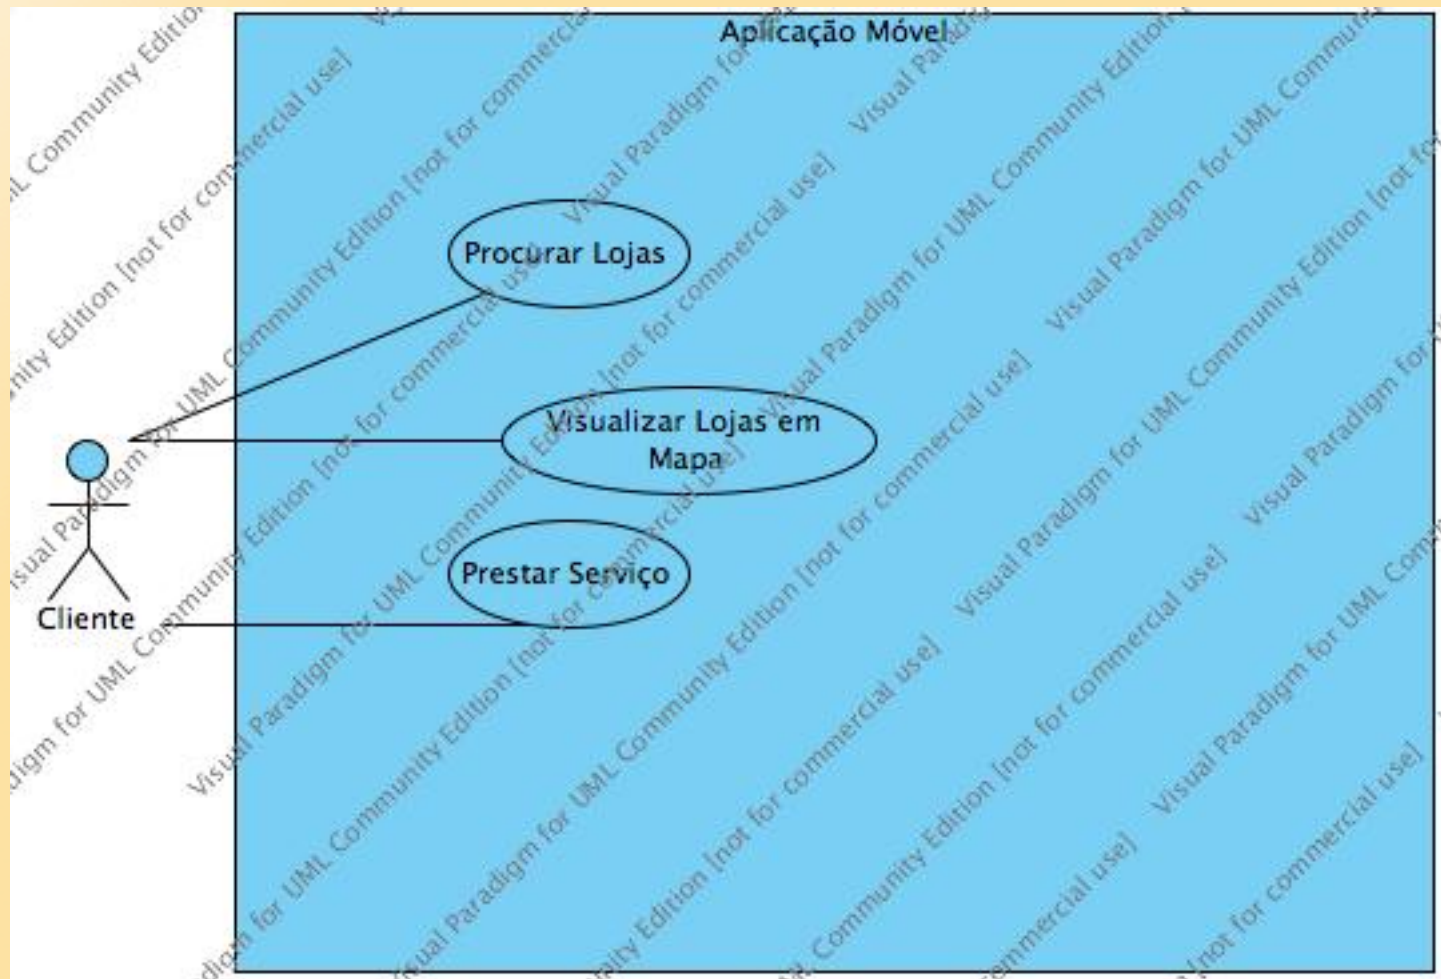 Aplicação Móvel
Procurar Lojas
Visualizar Lojas em
Mapa
Prestar Serviço
Cliente
Visual Paradigm for UML Community Edition [not for commercial use]